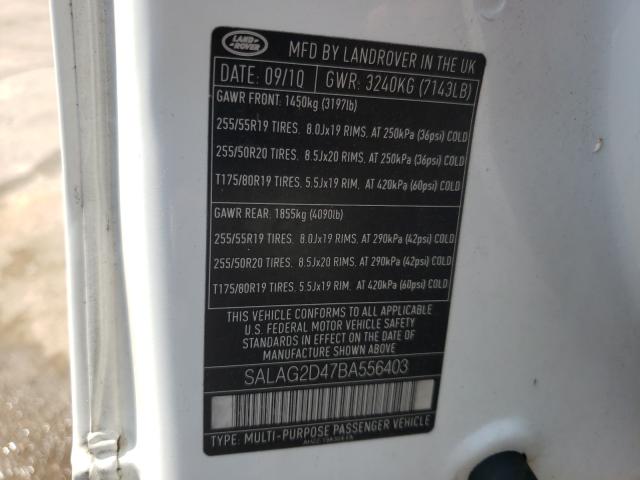 LAND ROVER
MFD BY LANDROVER IN THE UK
DATE: 09/10 GWR: 3240KG (7143LB)
GAWR FRONT: 1450kg (3197lb)
255/55R19 TIRES, 8.0Jx19 RIMS, AT 250kPa (36psi) COLD
255/50R20 TIRES, 8.5Jx20 RIMS, AT 250kPa (36psi) COLD
T175/80R19 TIRES, 5.5Jx19 RIM, AT 420kPa (60psi) COLD
GAWR REAR: 1855kg (4090lb)
255/55R19 TIRES, 8.0Jx19 RIMS, AT 290kPa (42psi) COLD
255/50R20 TIRES, 8.5Jx20 RIMS, AT 290kPa (42psi) COLD
T175/80R19 TIRES, 5.5Jx19 RIM, AT 420kPa (60psi) COLD
THIS VEHICLE CONFORMS TO ALL APPLICABLE
U.S. FEDERAL MOTOR VEHICLE SAFETY
STANDARDS IN EFFECT ON THE DATE OF
MANUFACTURE SHOWN ABOVE.
SALAG2D47BA556403
TYPE: MULTI-PURPOSE PASSENGER VEHICLE